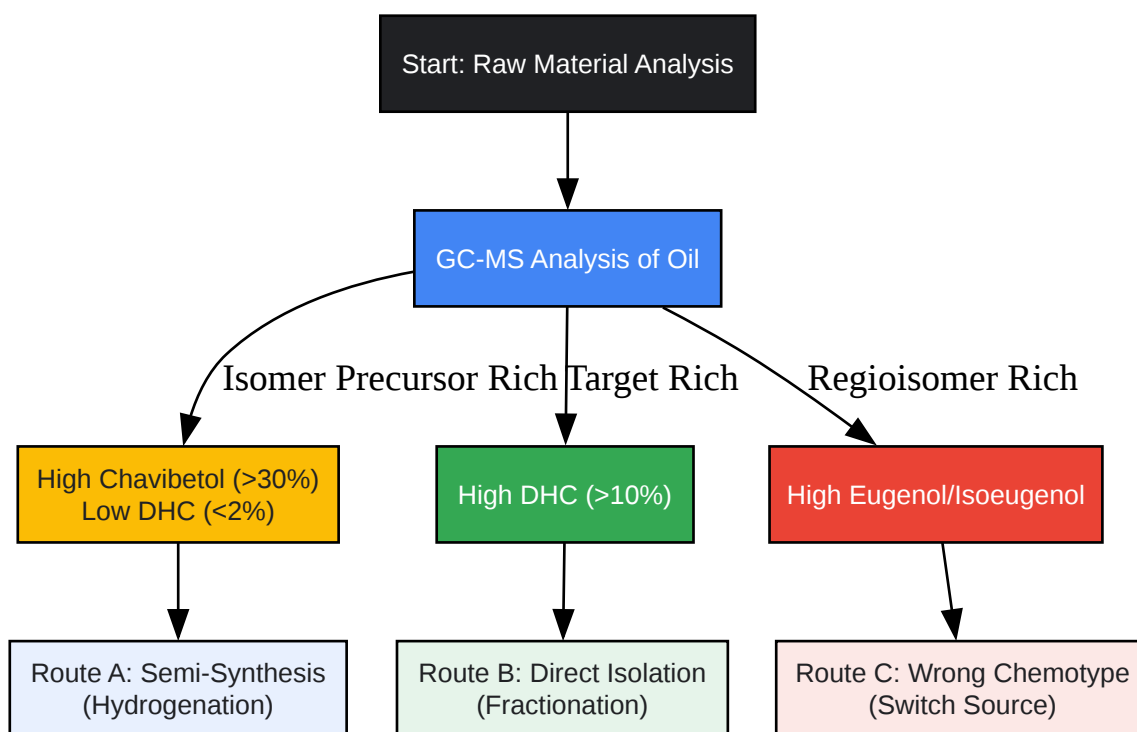 Start: Raw Material Analysis
GC-MS Analysis of Oil
Isomer Precursor Rich
Target Rich
Regioisomer Rich
High Chavibetol (>30%)
Low DHC (<2%)
High DHC (>10%)
High Eugenol/Isoeugenol
Route A: Semi-Synthesis
(Hydrogenation)
Route B: Direct Isolation
(Fractionation)
Route C: Wrong Chemotype
(Switch Source)